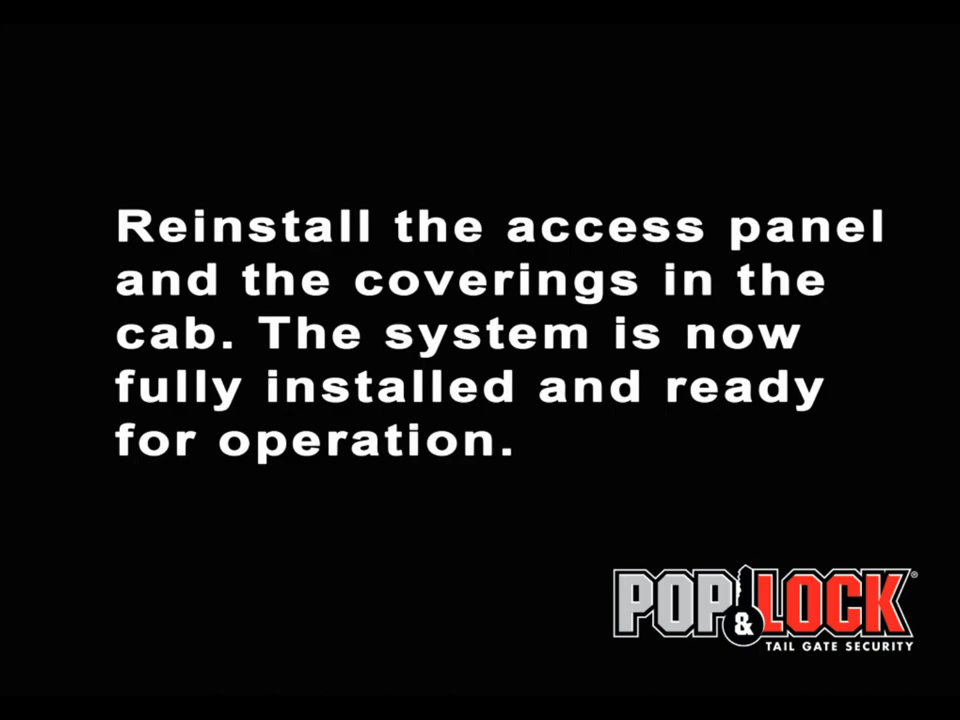 Reinstall the access panel
and the coverings in the
cab. The system is now
fully installed and ready
for operation.
POP & LOCK®
TAIL GATE SECURITY